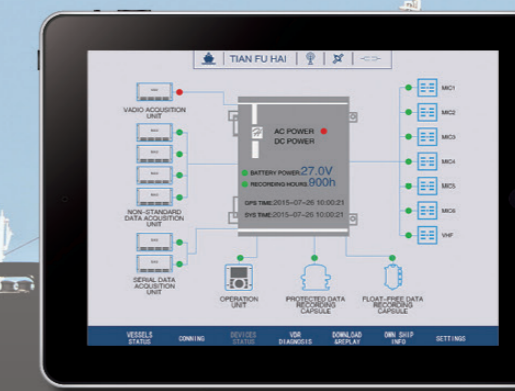 TIAN FU HAI
VADIO ACQUSITION
UNIT
NON-STANDARD
DATA ACQUSITION
UNIT
SERIAL DATA
ACQUSITION
UNIT
AC POWER
DC POWER
BATTERY POWER:27.0V
RECORDING HOURS:900h
GPS TIME:2015-07-26 10:00:21
SYS TIME:2015-07-26 10:00:21
MIC1
MIC2
MIC3
MIC4
MIC5
MIC6
VHF
OPERATION
UNIT
PROTECTED DATA
RECORDING
CAPSULE
FLOAT-FREE DATA
RECORDING
CAPSULE
VESSELS
STATUS
CONNING
DEVICES
STATUS
VDR
DIAGNOSIS
DOWNLOAD
&REPLAY
OWN SHIP
INFO
SETTINGS